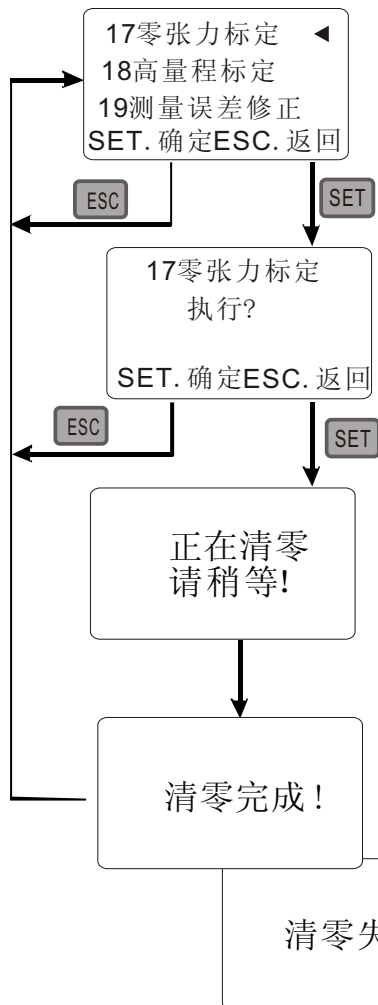 17零张力标定 ◀
18高量程标定
19测量误差修正
SET.确定ESC.返回
ESC
SET
17零张力标定
执行?
SET.确定ESC.返回
ESC
SET
正在清零
请稍等!
清零完成!
清零失